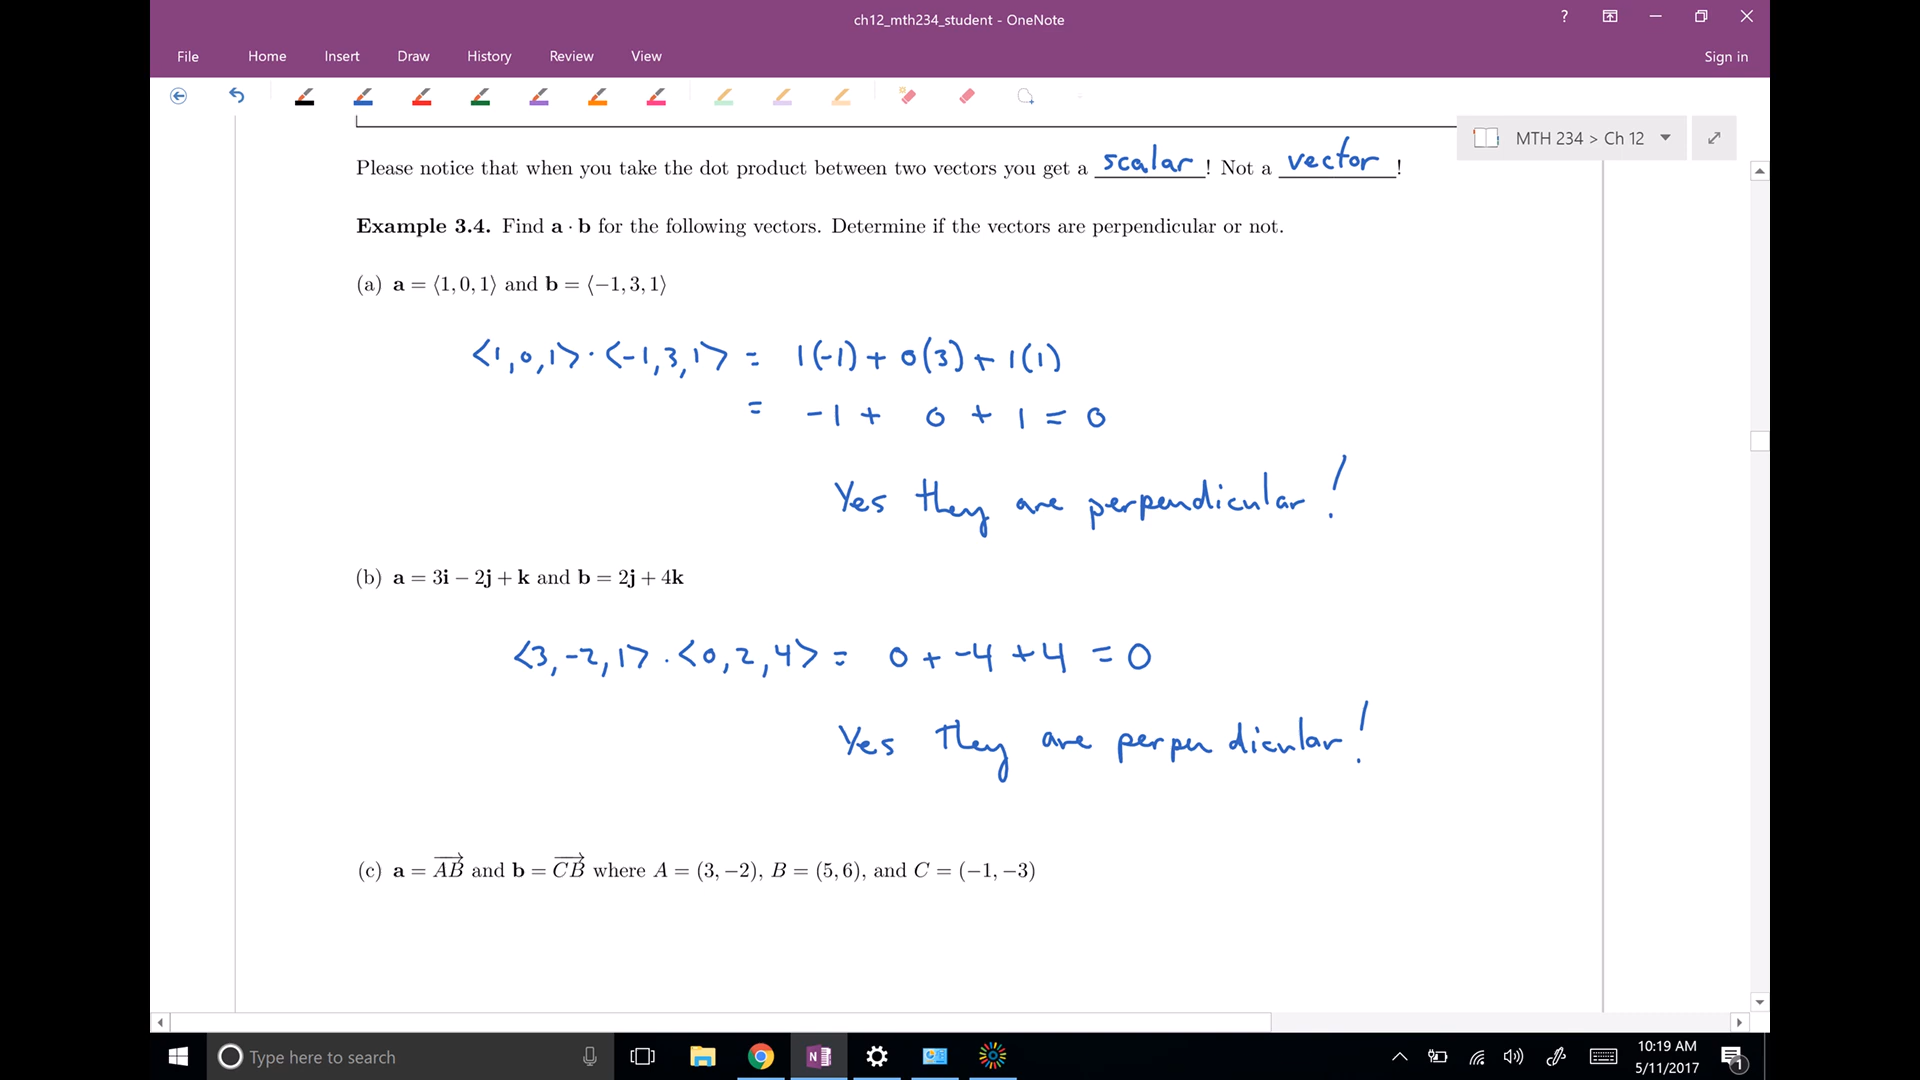 ch12_mth234_student - OneNote
?
File Home Insert Draw History Review View Sign in
MTH 234 > Ch 12
Please notice that when you take the dot product between two vectors you get a scalar! Not a vector!
Example 3.4. Find a · b for the following vectors. Determine if the vectors are perpendicular or not.
(a) a = ⟨1, 0, 1⟩ and b = ⟨−1, 3, 1⟩
<1,0,1> · <-1,3,1> = 1(-1) + 0(3) + 1(1)
= -1 + 0 + 1 = 0
Yes they are perpendicular!
(b) a = 3i − 2j + k and b = 2j + 4k
<3,-2,1> · <0,2,4> = 0 + -4 + 4 = 0
Yes they are perpendicular!
(c) a = A⃗B⃗ and b = C⃗B⃗ where A = (3, −2), B = (5, 6), and C = (−1, −3)
Type here to search
N
10:19 AM
5/11/2017
1